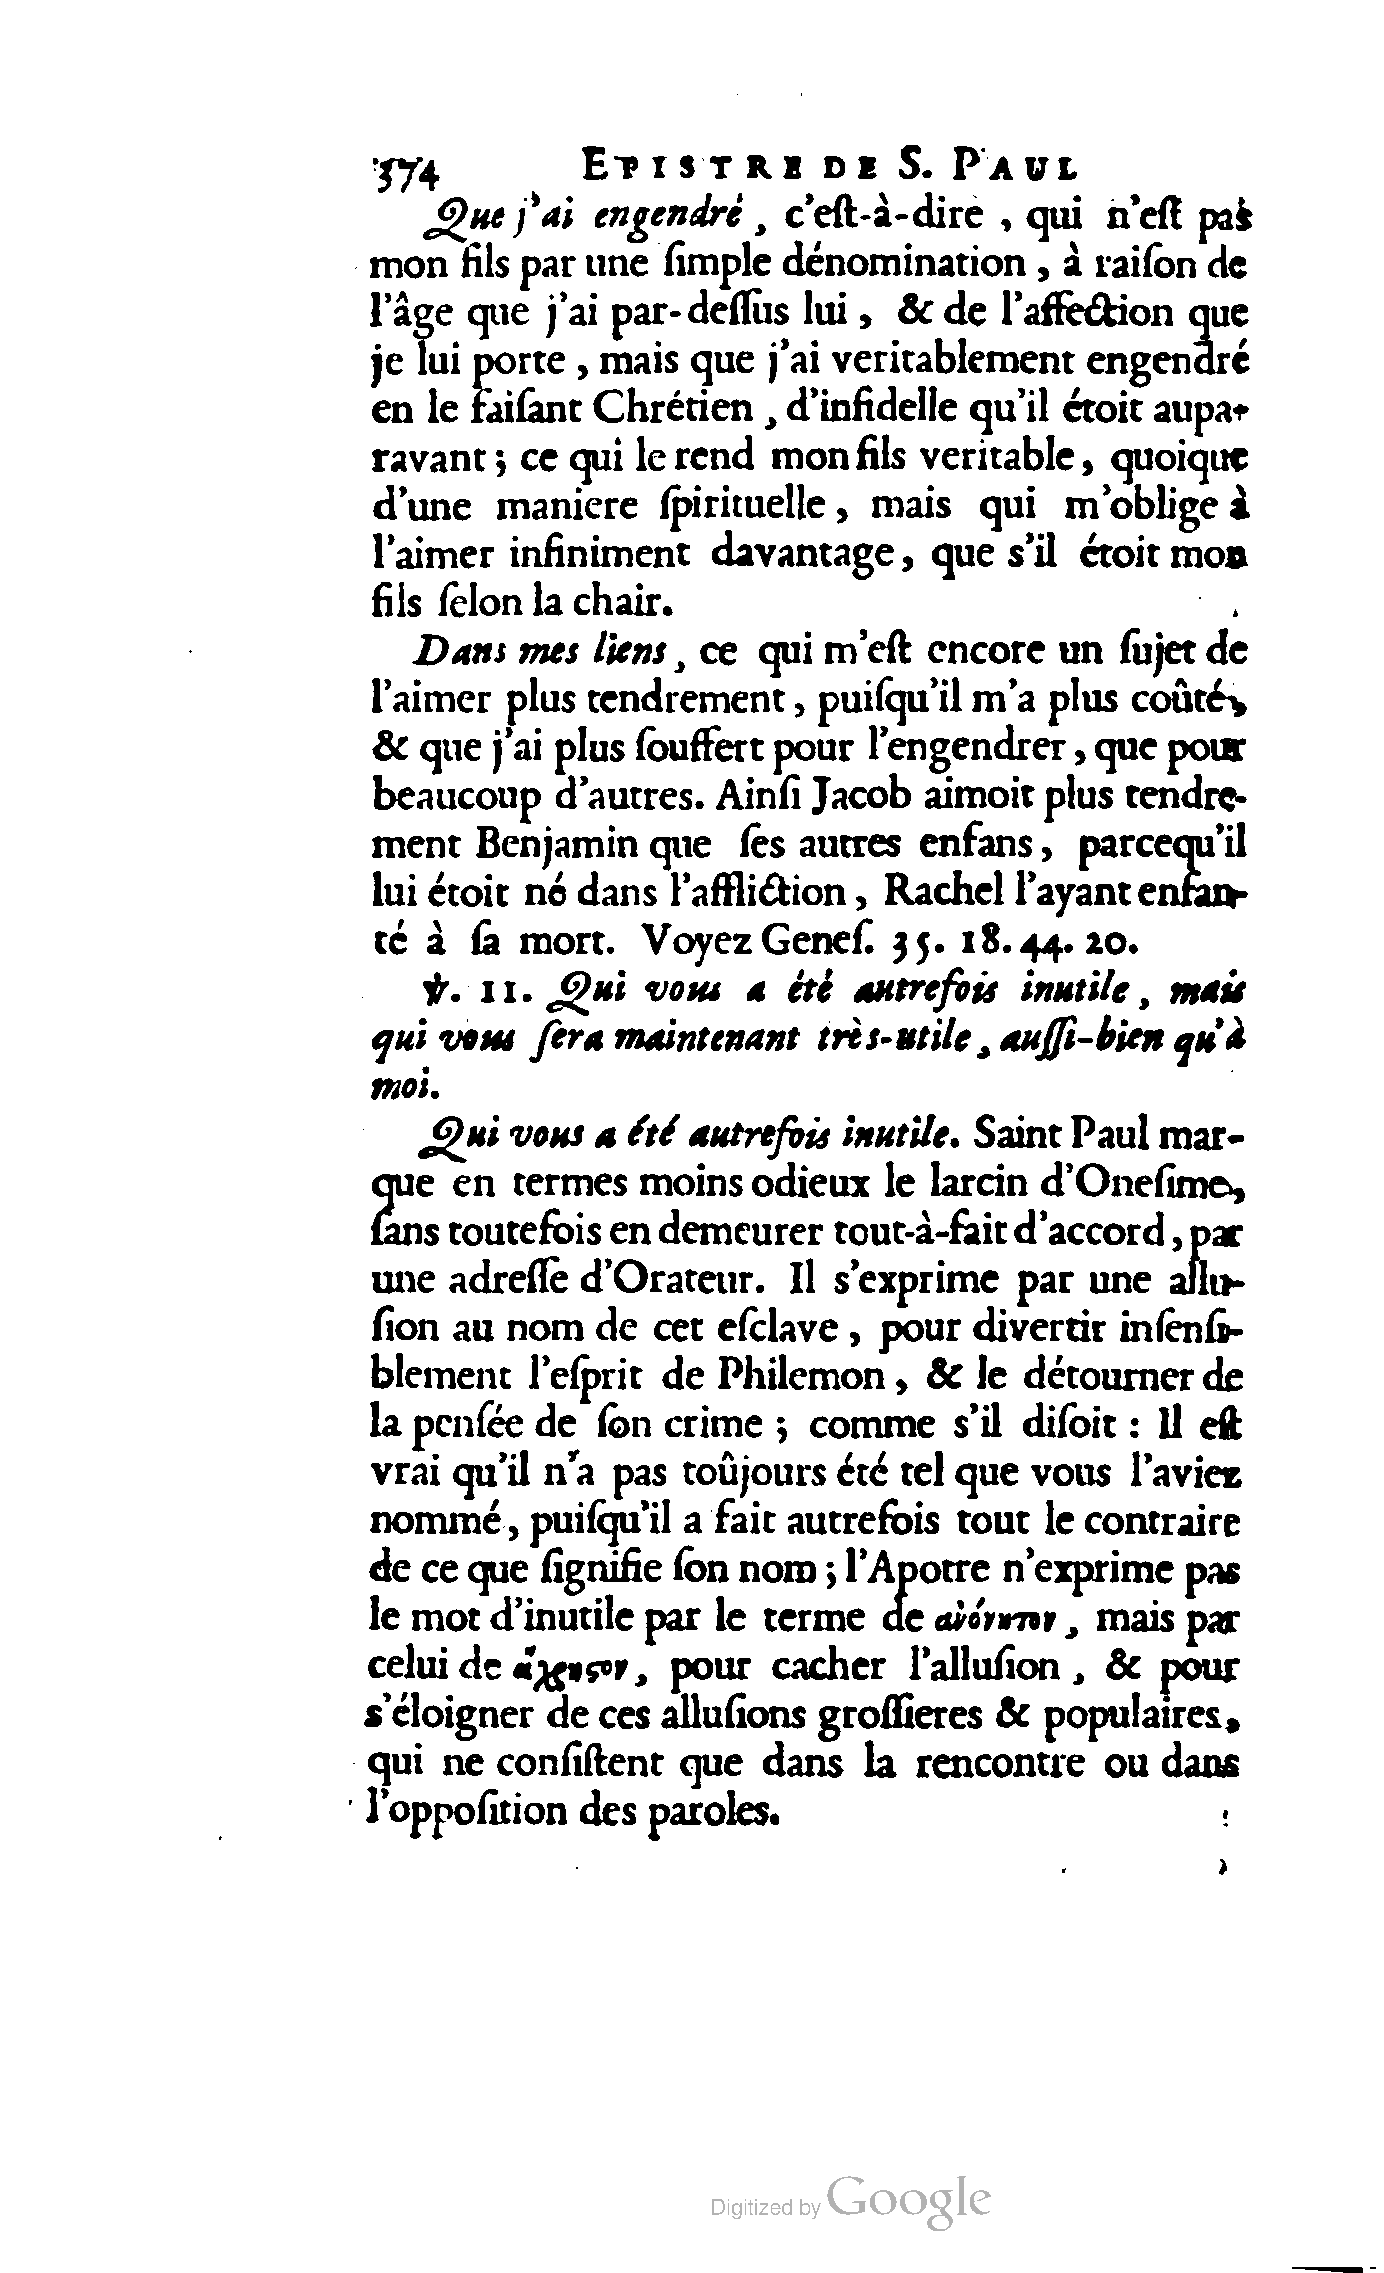 374 EPISTRE DE S. PAUL
Que j'ai engendré, c'eſt-à-dire, qui n'eſt pas
mon fils par une ſimple dénomination, à raiſon de
l'âge que j'ai par-deſſus lui, & de l'affection que
je lui porte, mais que j'ai veritablement engendré
en le faiſant Chrétien, d'infidelle qu'il étoit aupa-
ravant; ce qui le rend mon fils veritable, quoique
d'une maniere ſpirituelle, mais qui m'oblige à
l'aimer infiniment davantage, que s'il étoit mon
fils ſelon la chair.
Dans mes liens, ce qui m'eſt encore un ſujet de
l'aimer plus tendrement, puiſqu'il m'a plus coûté,
& que j'ai plus ſouffert pour l'engendrer, que pour
beaucoup d'autres. Ainſi Jacob aimoit plus tendre-
ment Benjamin que ſes autres enfans, parcequ'il
lui étoit né dans l'affliction, Rachel l'ayant enfan-
té à ſa mort. Voyez Geneſ. 35. 18. 44. 20.
℣. 11. Qui vous a été autrefois inutile, mais
qui vous ſera maintenant très-utile, auſſi-bien qu'à
moi.
Qui vous a été autrefois inutile. Saint Paul mar-
que en termes moins odieux le larcin d'Oneſime,
ſans toutefois en demeurer tout-à-fait d'accord, par
une adreſſe d'Orateur. Il s'exprime par une allu-
ſion au nom de cet eſclave, pour divertir inſenſi-
blement l'eſprit de Philemon, & le détourner de
la penſée de ſon crime; comme s'il diſoit: Il eſt
vrai qu'il n'a pas toûjours été tel que vous l'aviez
nommé, puiſqu'il a fait autrefois tout le contraire
de ce que ſignifie ſon nom; l'Apotre n'exprime pas
le mot d'inutile par le terme de ἀνόνητον, mais par
celui de ἄχρηςον, pour cacher l'alluſion, & pour
s'éloigner de ces alluſions groſſieres & populaires,
qui ne conſiſtent que dans la rencontre ou dans
l'oppoſition des paroles.
Digitized by Google